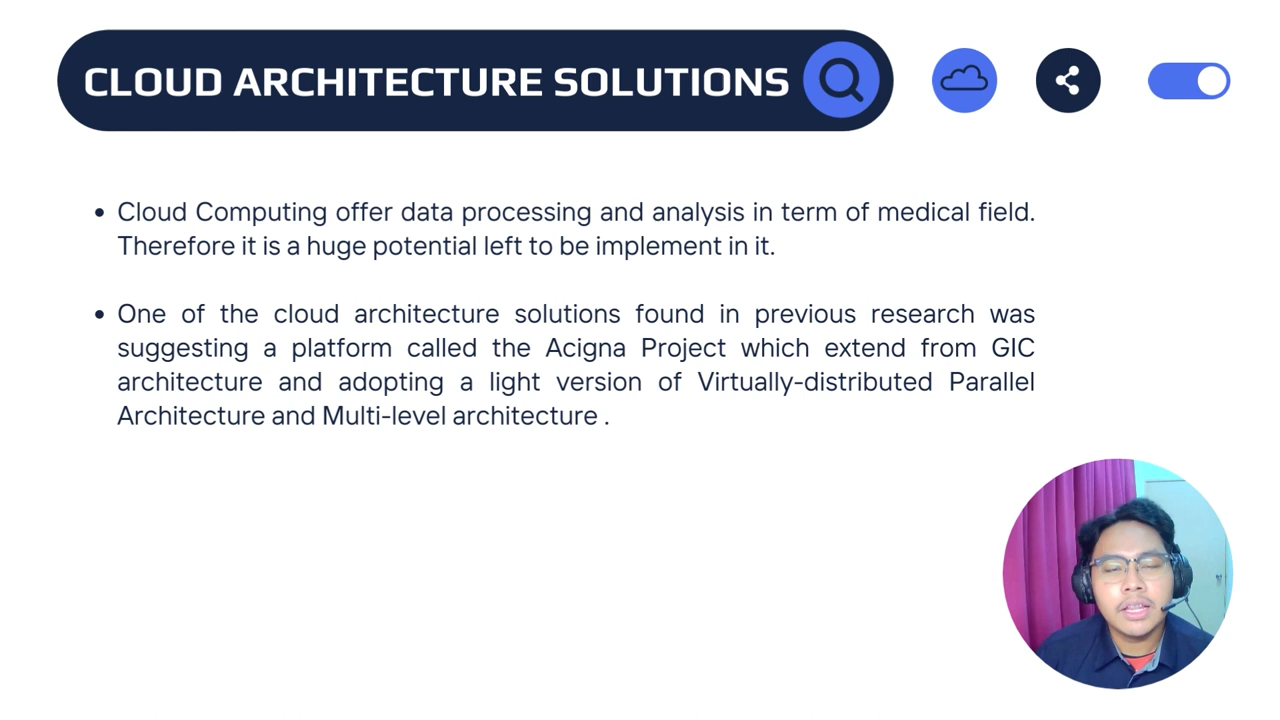 CLOUD ARCHITECTURE SOLUTIONS
• Cloud Computing offer data processing and analysis in term of medical field.
Therefore it is a huge potential left to be implement in it.
• One of the cloud architecture solutions found in previous research was
suggesting a platform called the Acigna Project which extend from GIC
architecture and adopting a light version of Virtually-distributed Parallel
Architecture and Multi-level architecture .